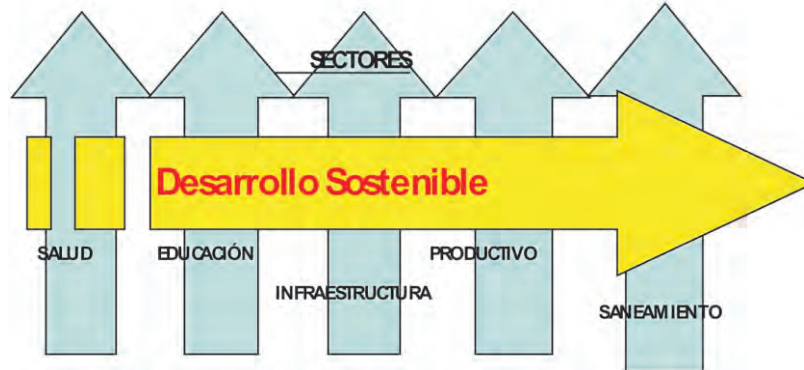 SECTORES
Desarrollo Sostenible
SALUD
EDUCACIÓN
PRODUCTIVO
INFRAESTRUCTURA
SANEAMIENTO